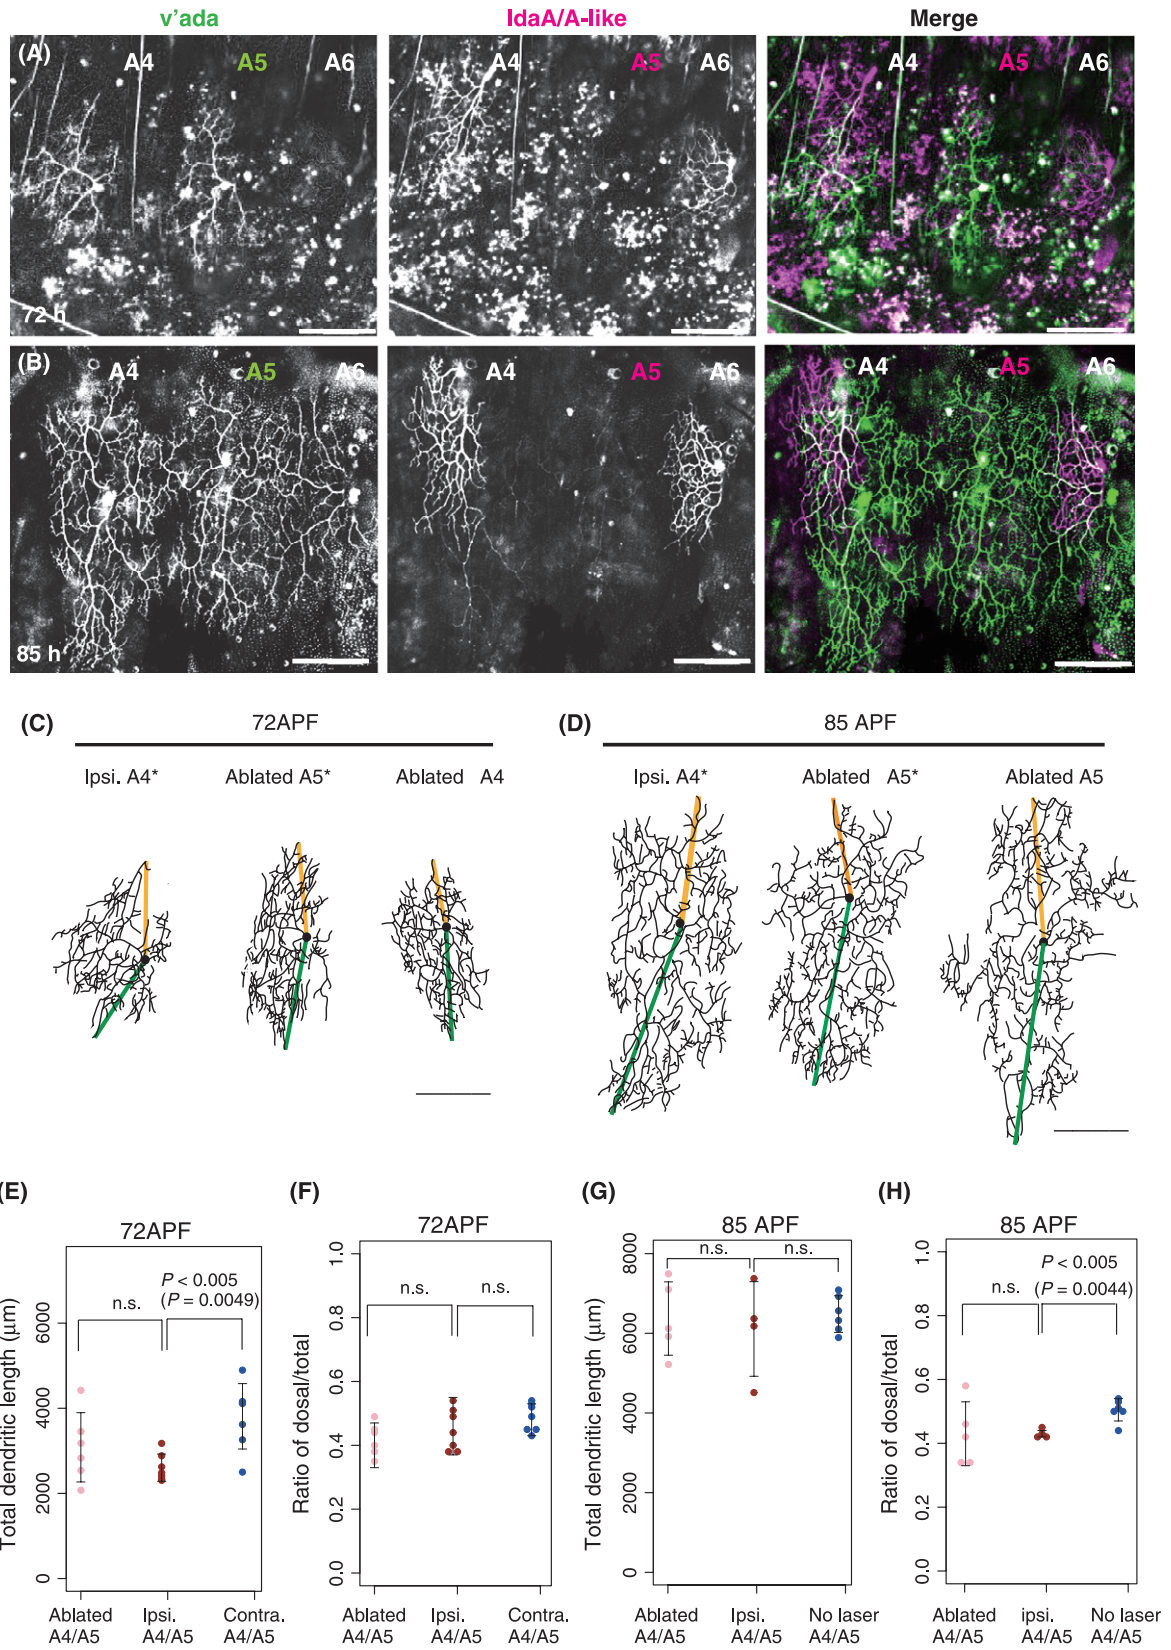 v'ada IdaA/A-like Merge
(A) A4 A5 A6 A4 A5 A6 A4 A5 A6
72 h
(B) A4 A5 A6 A4 A5 A6 A4 A5 A6
85 h
(C) 72APF
Ipsi. A4* Ablated A5* Ablated A4
(D) 85 APF
Ipsi. A4* Ablated A5* Ablated A5
(E)
72APF
Total dendritic length (μm)
6000
4000
2000
0
n.s.
P < 0.005
(P = 0.0049)
Ablated Ipsi. Contra.
A4/A5 A4/A5 A4/A5
(F)
72APF
Ratio of dosal/total
1.0
0.8
0.6
0.4
0.2
0.0
n.s. n.s.
Ablated Ipsi. Contra.
A4/A5 A4/A5 A4/A5
(G)
85 APF
Total dendritic length (μm)
8000
6000
4000
2000
0
n.s. n.s.
Ablated Ipsi. No laser
A4/A5 A4/A5 A4/A5
(H)
85 APF
Ratio of dosal/total
1.0
0.8
0.6
0.4
0.2
0.0
n.s.
P < 0.005
(P = 0.0044)
Ablated ipsi. No laser
A4/A5 A4/A5 A4/A5